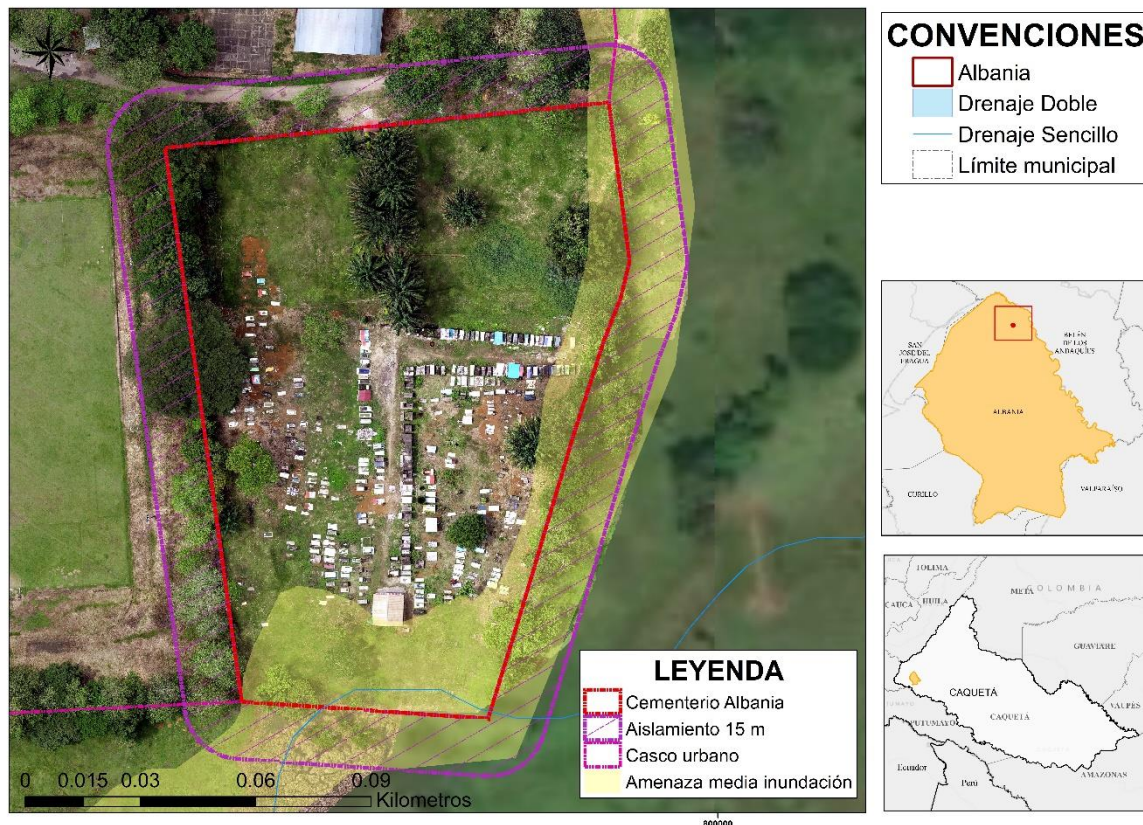 CONVENCIONES
Albania
Drenaje Doble
Drenaje Sencillo
Límite municipal
SAN
JOSÉ DEL
FRAGUA
BELÉN
DE LOS
ANDAQUÍES
ALBANIA
CURILLO
VALPARAÍSO
TOLIMA
CAUCA
HUILA
META
COLOMBIA
GUAVIARE
CAQUETÁ
CAQUETÁ
VAUPÉS
PUTUMAYO
Ecuador
Perú
AMAZONAS
LEYENDA
Cementerio Albania
Aislamiento 15 m
Casco urbano
Amenaza media inundación
0 0.015 0.03 0.06 0.09
Kilometros